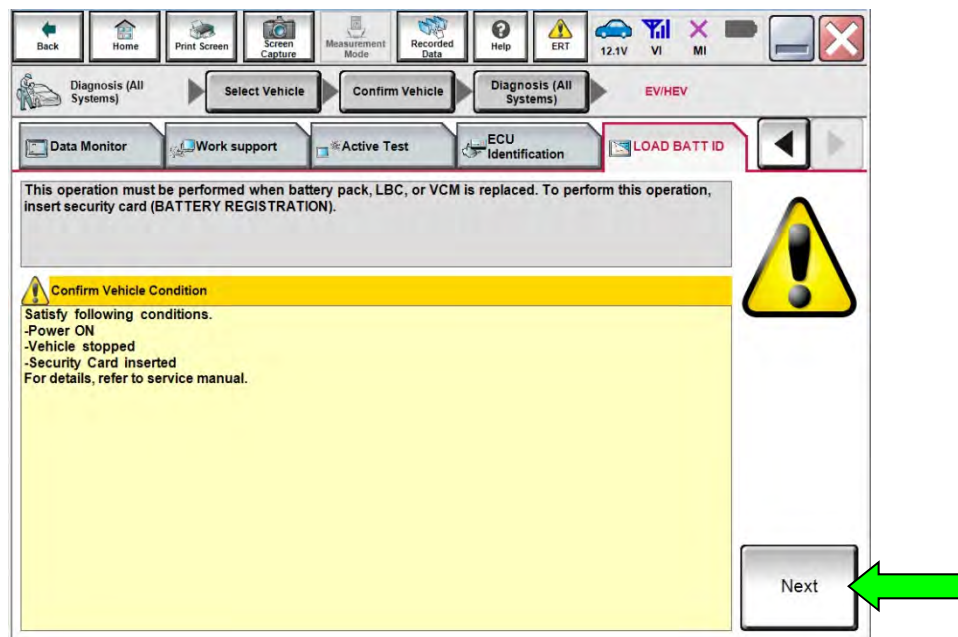 Back
Home
Print Screen
Screen
Capture
Measurement
Mode
Recorded
Data
Help
ERT
12.1V
VI
MI
Diagnosis (All
Systems)
Select Vehicle
Confirm Vehicle
Diagnosis (All
Systems)
EV/HEV
Data Monitor
Work support
Active Test
ECU
Identification
LOAD BATT ID
This operation must be performed when battery pack, LBC, or VCM is replaced. To perform this operation,
insert security card (BATTERY REGISTRATION).
Confirm Vehicle Condition
Satisfy following conditions.
-Power ON
-Vehicle stopped
-Security Card inserted
For details, refer to service manual.
Next